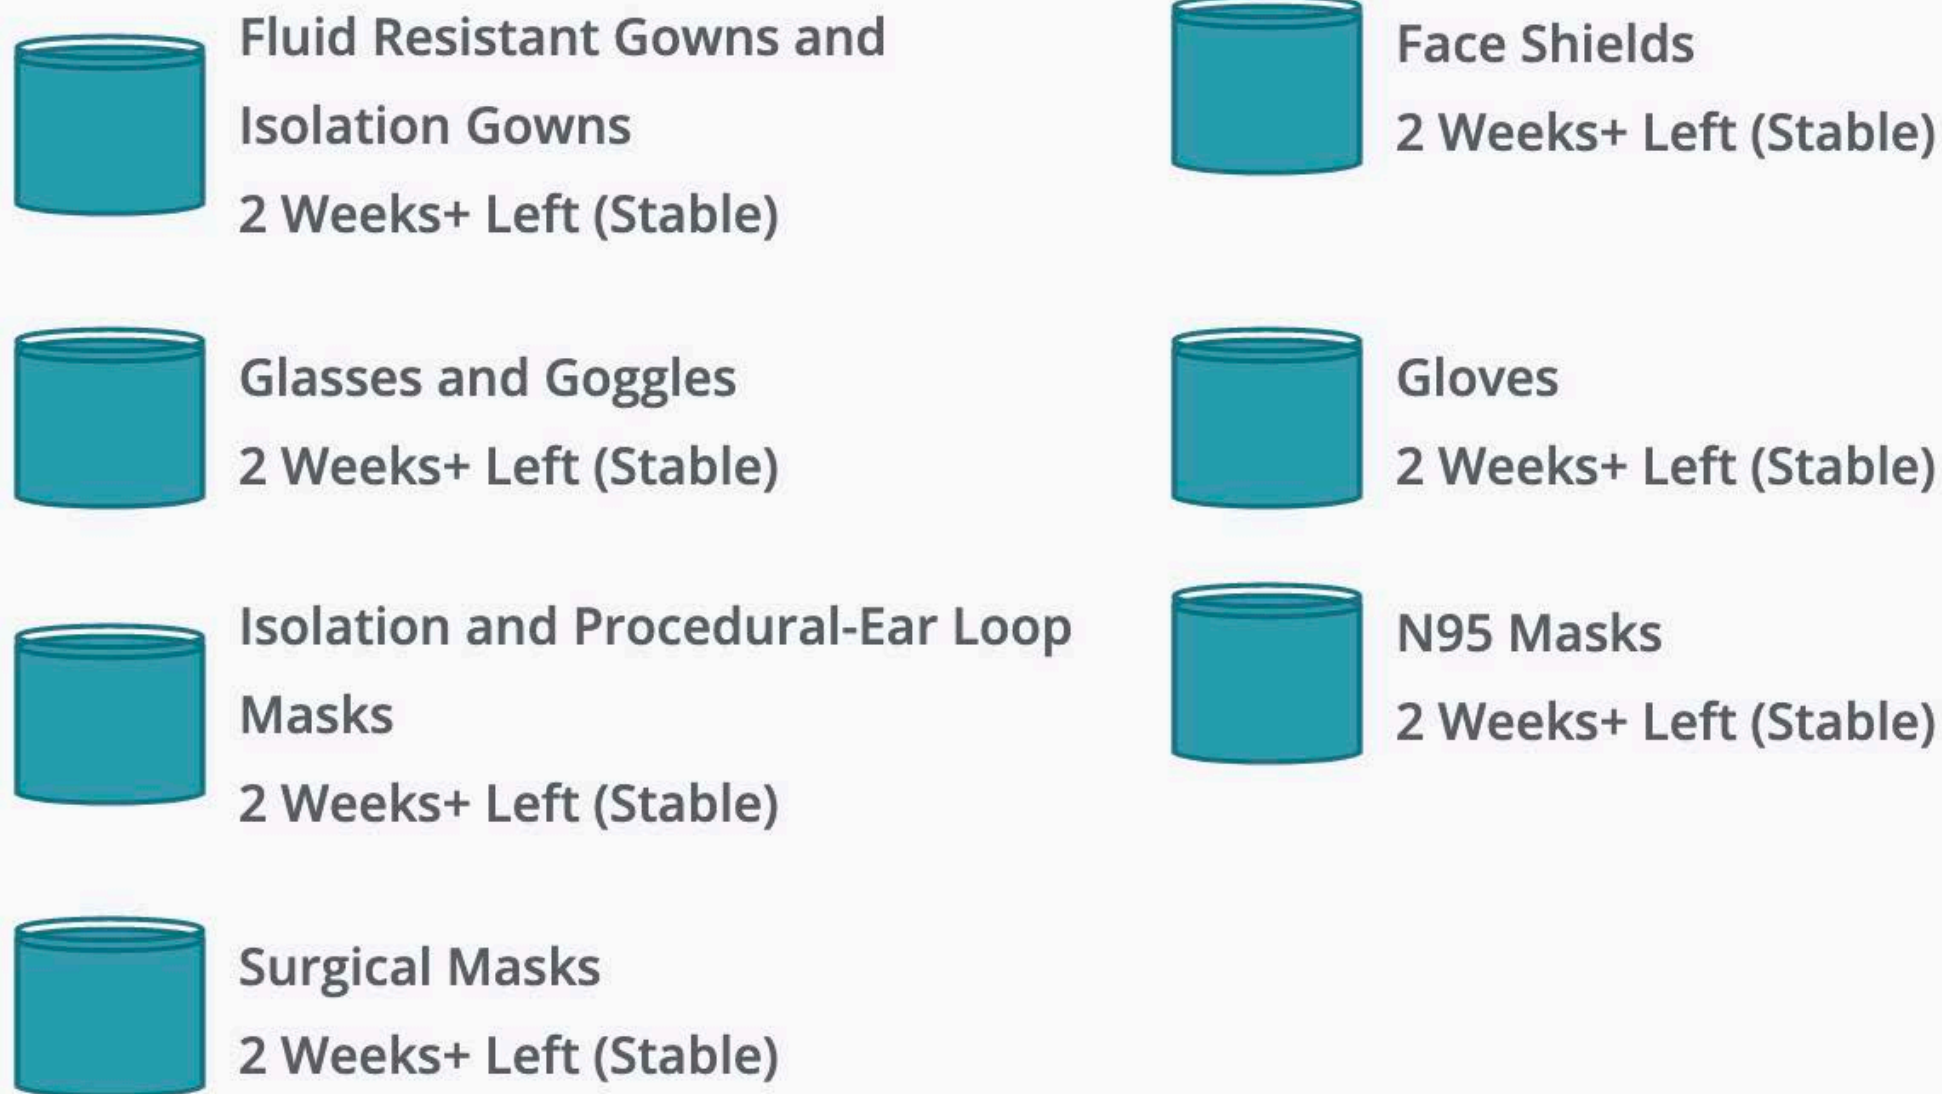 Fluid Resistant Gowns and
Isolation Gowns
2 Weeks+ Left (Stable)
Face Shields
2 Weeks+ Left (Stable)
Glasses and Goggles
2 Weeks+ Left (Stable)
Gloves
2 Weeks+ Left (Stable)
Isolation and Procedural-Ear Loop
Masks
2 Weeks+ Left (Stable)
N95 Masks
2 Weeks+ Left (Stable)
Surgical Masks
2 Weeks+ Left (Stable)